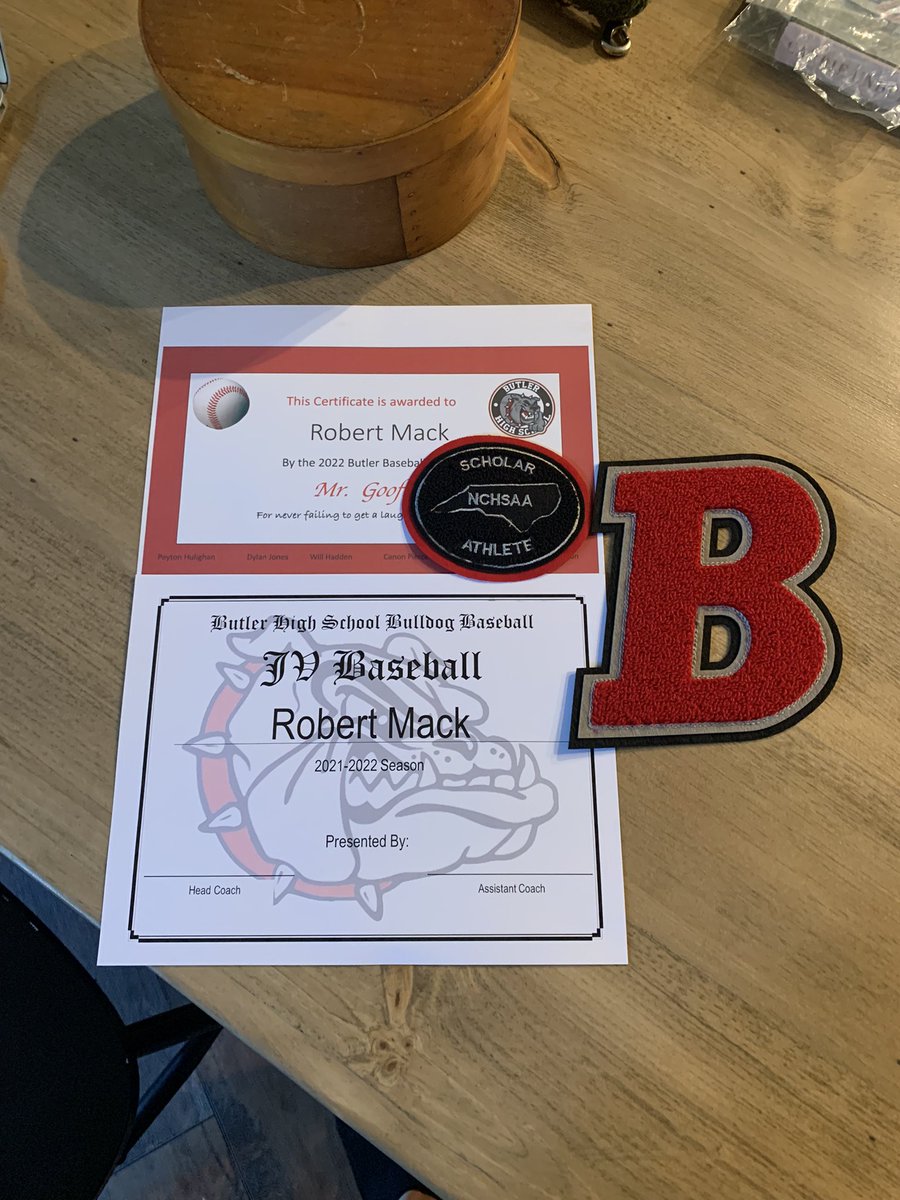 This Certificate is awarded to
BUTLER
HIGH SCHOOL
Robert Mack
By the 2022 Butler Baseball
Mr. Goof
For never failing to get a laug
Peyton Hulighan Dylan Jones Will Hadden
SCHOLAR
NCHSAA
ATHLETE
B
Butler High School Bulldog Baseball
JV Baseball
Robert Mack
2021-2022 Season
Presented By:
Head Coach Assistant Coach